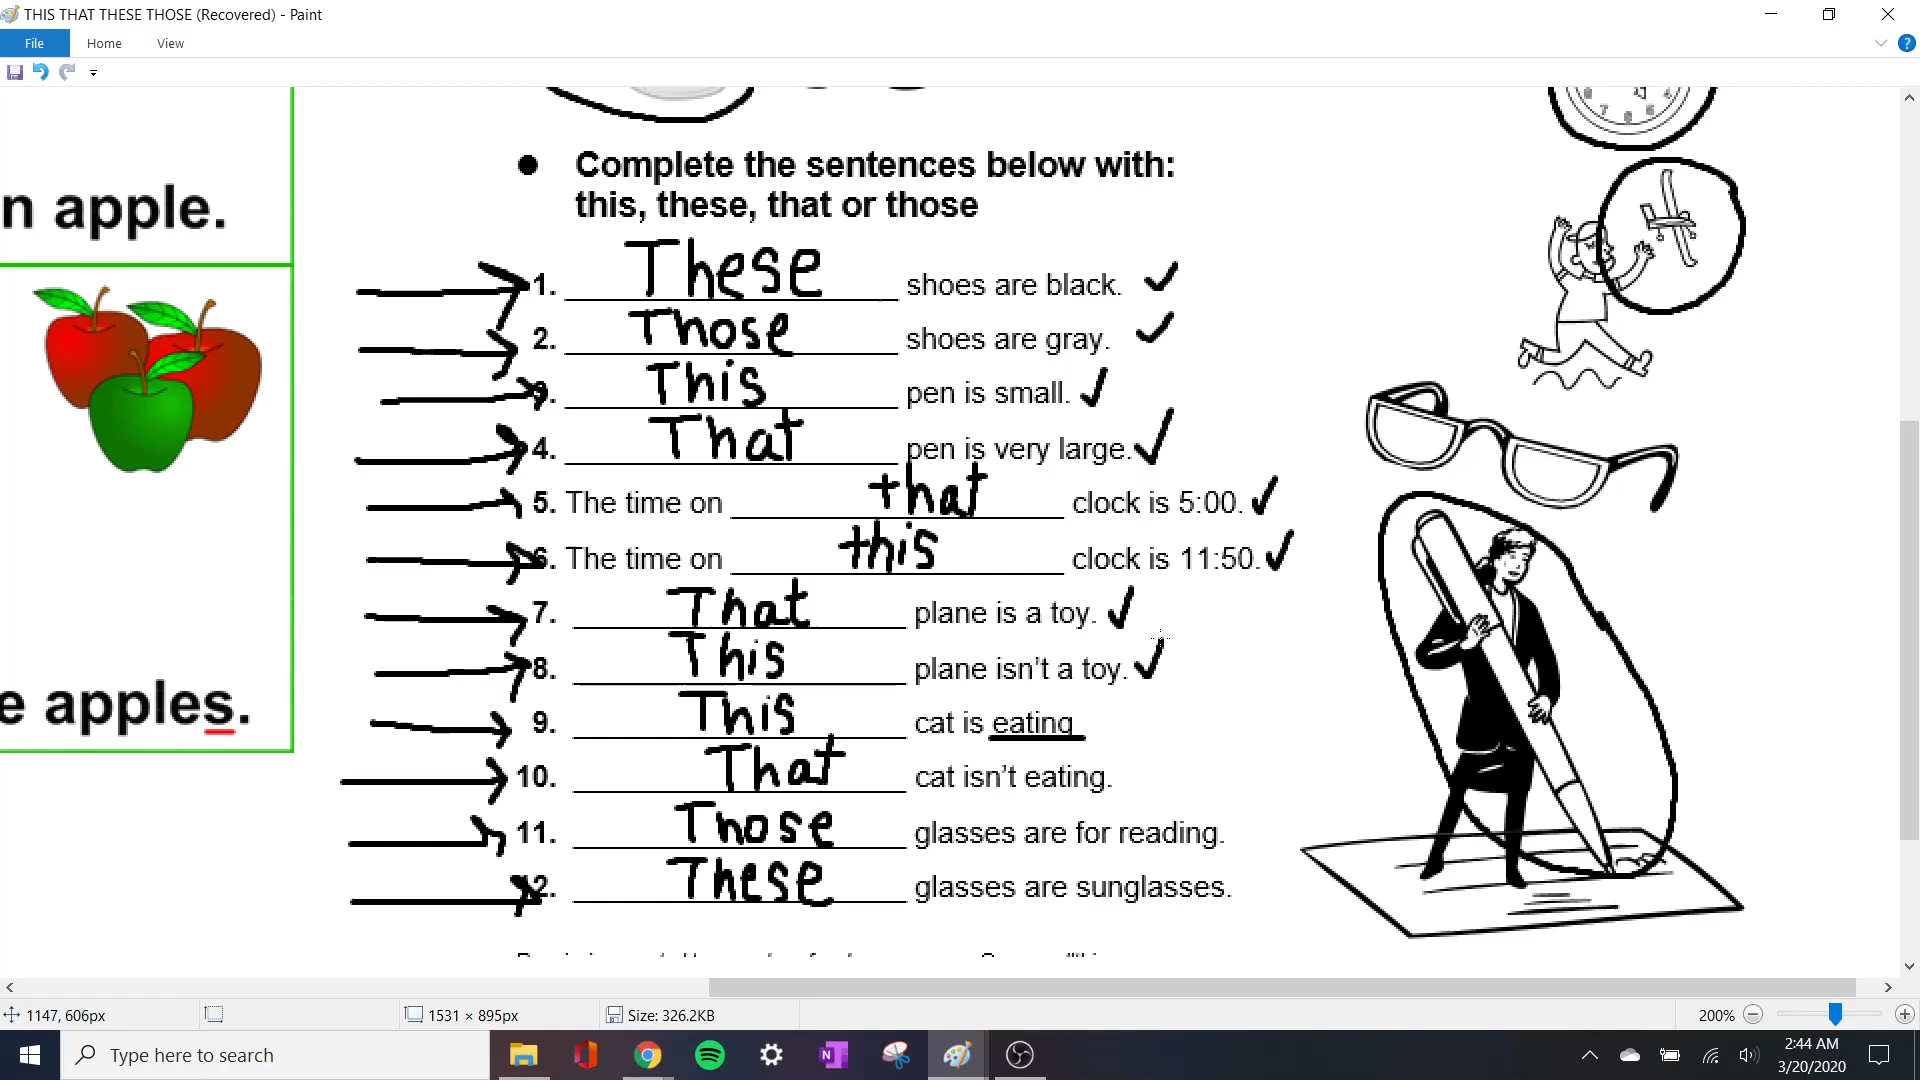 THIS THAT THESE THOSE (Recovered) - Paint
File Home View
n apple.
e apples.
● Complete the sentences below with:
this, these, that or those
1. These shoes are black. ✓
2. Those shoes are gray. ✓
This pen is small. ✓
4. That pen is very large. ✓
5. The time on that clock is 5:00. ✓
6. The time on this clock is 11:50. ✓
7. That plane is a toy. ✓
8. This plane isn't a toy. ✓
9. This cat is eating
10. That cat isn't eating.
11. Those glasses are for reading.
12. These glasses are sunglasses.
1147, 606px 1531 × 895px Size: 326.2KB 200%
Type here to search
2:44 AM
3/20/2020